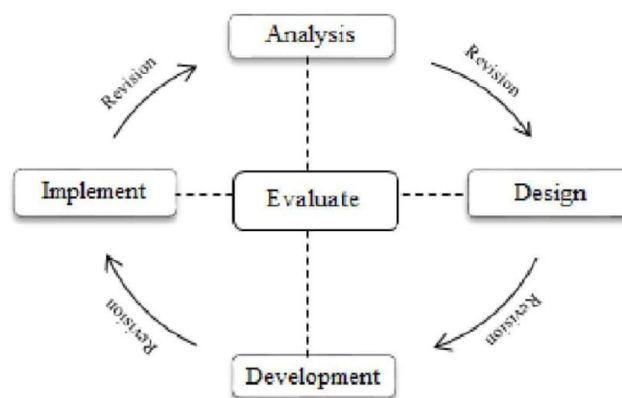 Analysis
Revision
Revision
Implement
Evaluate
Design
Revision
Revision
Development